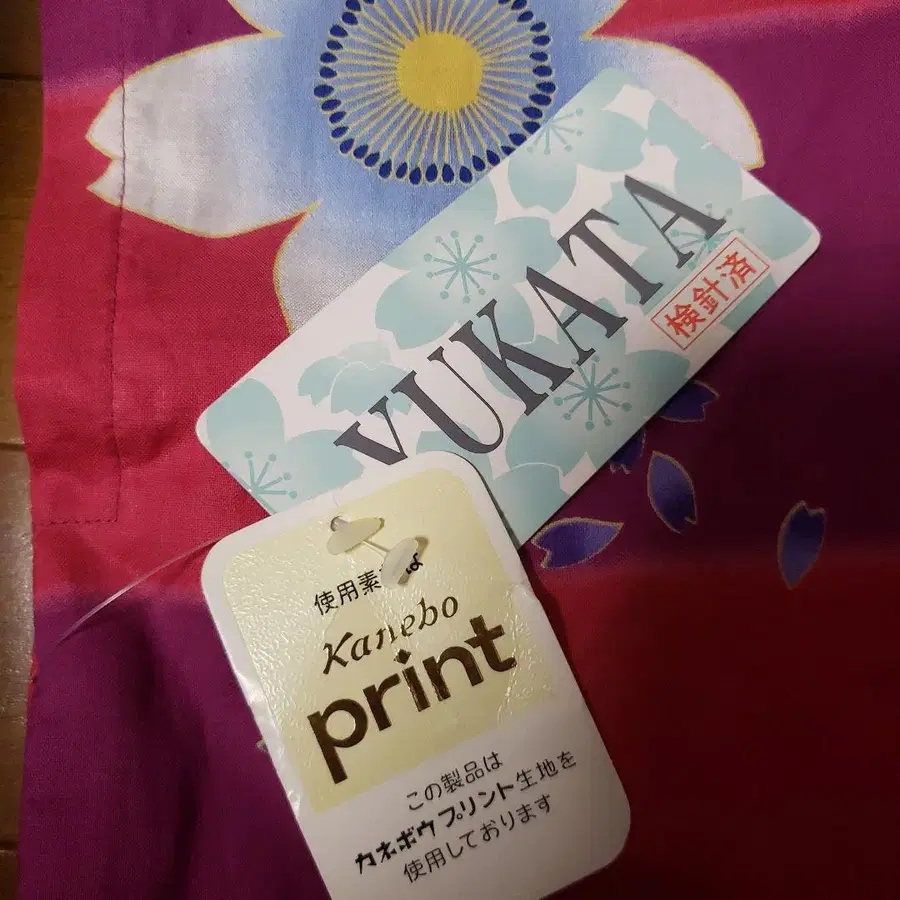 YUKATA
検針済
使用素
は
Kanebo
print
この製品は
カネボウプリント生地を
使用しております